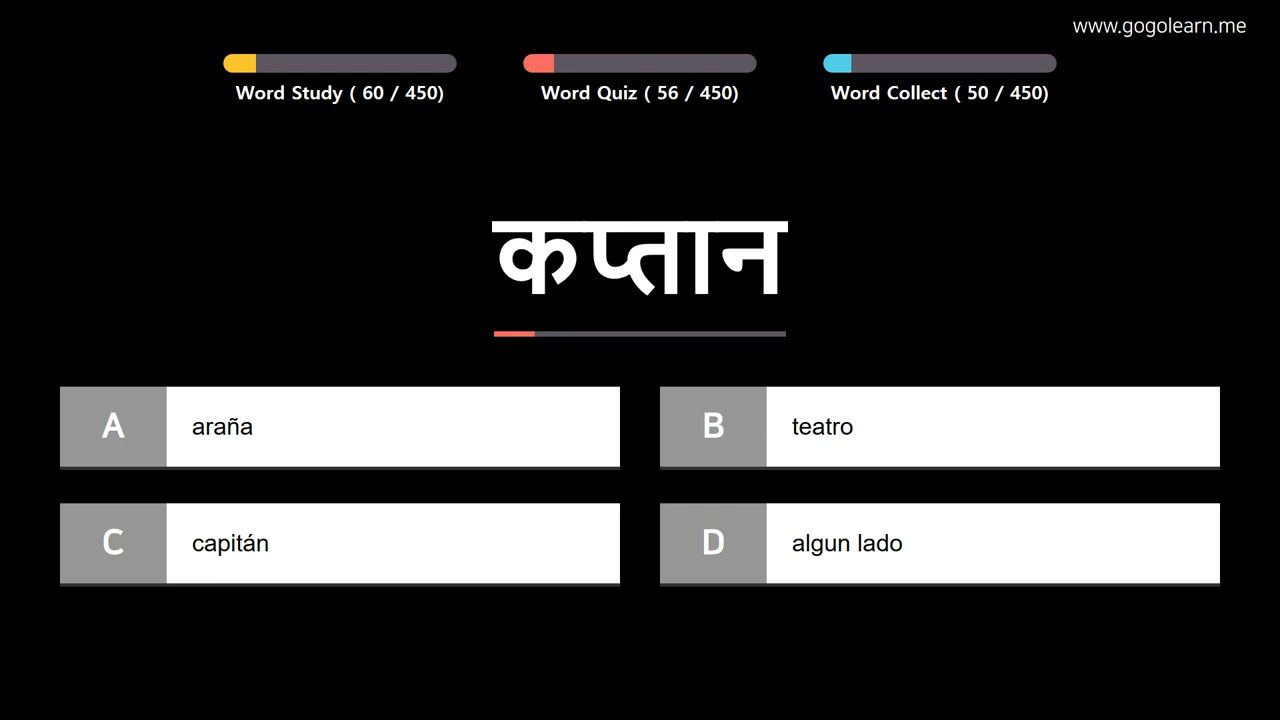 www.gogolearn.me
Word Study ( 60 / 450)
Word Quiz ( 56 / 450)
Word Collect ( 50 / 450)
कप्तान
A araña
B teatro
C capitán
D algun lado